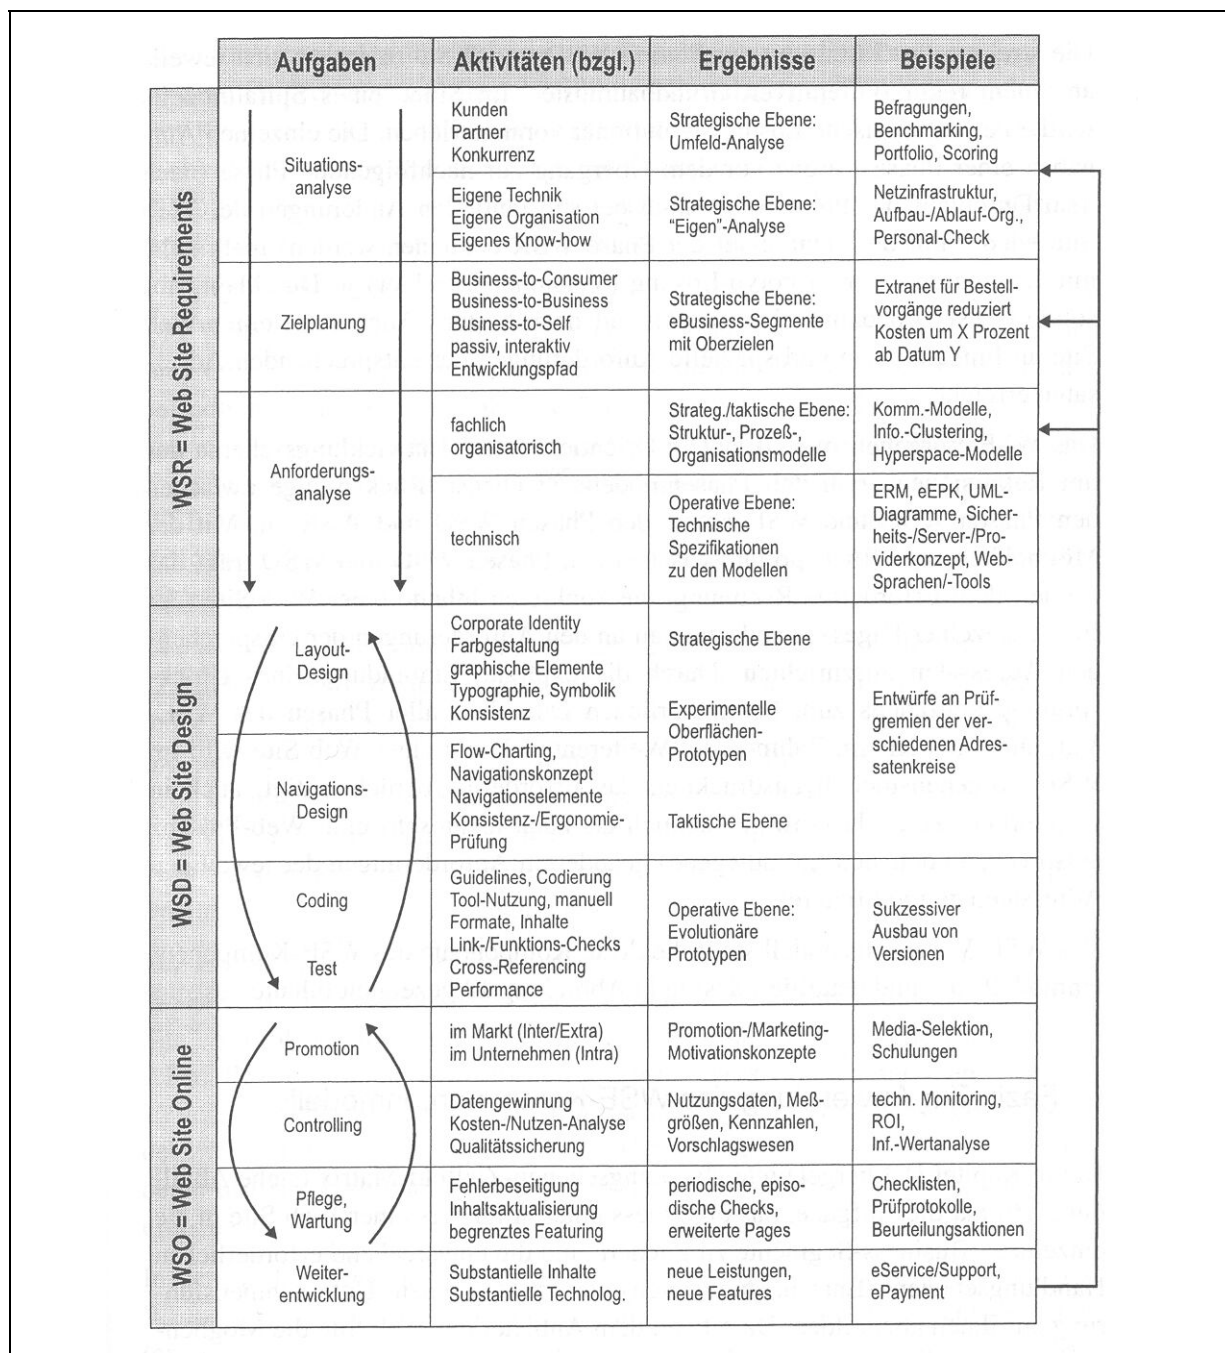 Aufgaben
Aktivitäten (bzgl.)
Ergebnisse
Beispiele
WSR = Web Site Requirements
Situations-
analyse
Kunden
Partner
Konkurrenz
Strategische Ebene:
Umfeld-Analyse
Befragungen,
Benchmarking,
Portfolio, Scoring
Eigene Technik
Eigene Organisation
Eigenes Know-how
Strategische Ebene:
“Eigen”-Analyse
Netzinfrastruktur,
Aufbau-/Ablauf-Org.,
Personal-Check
Zielplanung
Business-to-Consumer
Business-to-Business
Business-to-Self
passiv, interaktiv
Entwicklungspfad
Strategische Ebene:
eBusiness-Segmente
mit Oberzielen
Extranet für Bestell-
vorgänge reduziert
Kosten um X Prozent
ab Datum Y
Anforderungs-
analyse
fachlich
organisatorisch
Strateg./taktische Ebene:
Struktur-, Prozeß-,
Organisationsmodelle
Komm.-Modelle,
Info.-Clustering,
Hyperspace-Modelle
technisch
Operative Ebene:
Technische
Spezifikationen
zu den Modellen
ERM, eEPK, UML-
Diagramme, Sicher-
heits-/Server-/Pro-
viderkonzept, Web-
Sprachen/-Tools
WSD = Web Site Design
Layout-
Design
Corporate Identity
Farbgestaltung
graphische Elemente
Typographie, Symbolik
Konsistenz
Strategische Ebene
Experimentelle
Oberflächen-
Prototypen
Entwürfe an Prüf-
gremien der ver-
schiedenen Adres-
satenkreise
Navigations-
Design
Flow-Charting,
Navigationskonzept
Navigationselemente
Konsistenz-/Ergonomie-
Prüfung
Taktische Ebene
Coding
Test
Guidelines, Codierung
Tool-Nutzung, manuell
Formate, Inhalte
Link-/Funktions-Checks
Cross-Referencing
Performance
Operative Ebene:
Evolutionäre
Prototypen
Sukzessiver
Ausbau von
Versionen
WSO = Web Site Online
Promotion
im Markt (Inter/Extra)
im Unternehmen (Intra)
Promotion-/Marketing-
Motivationskonzepte
Media-Selektion,
Schulungen
Controlling
Datengewinnung
Kosten-/Nutzen-Analyse
Qualitätssicherung
Nutzungsdaten, Meß-
größen, Kennzahlen,
Vorschlagswesen
techn. Monitoring,
ROI,
Inf.-Wertanalyse
Pflege,
Wartung
Fehlerbeseitigung
Inhaltsaktualisierung
begrenztes Featuring
periodische, episo-
dische Checks,
erweiterte Pages
Checklisten,
Prüfprotokolle,
Beurteilungsaktionen
Weiter-
entwicklung
Substantielle Inhalte
Substantielle Technolog.
neue Leistungen,
neue Features
eService/Support,
ePayment